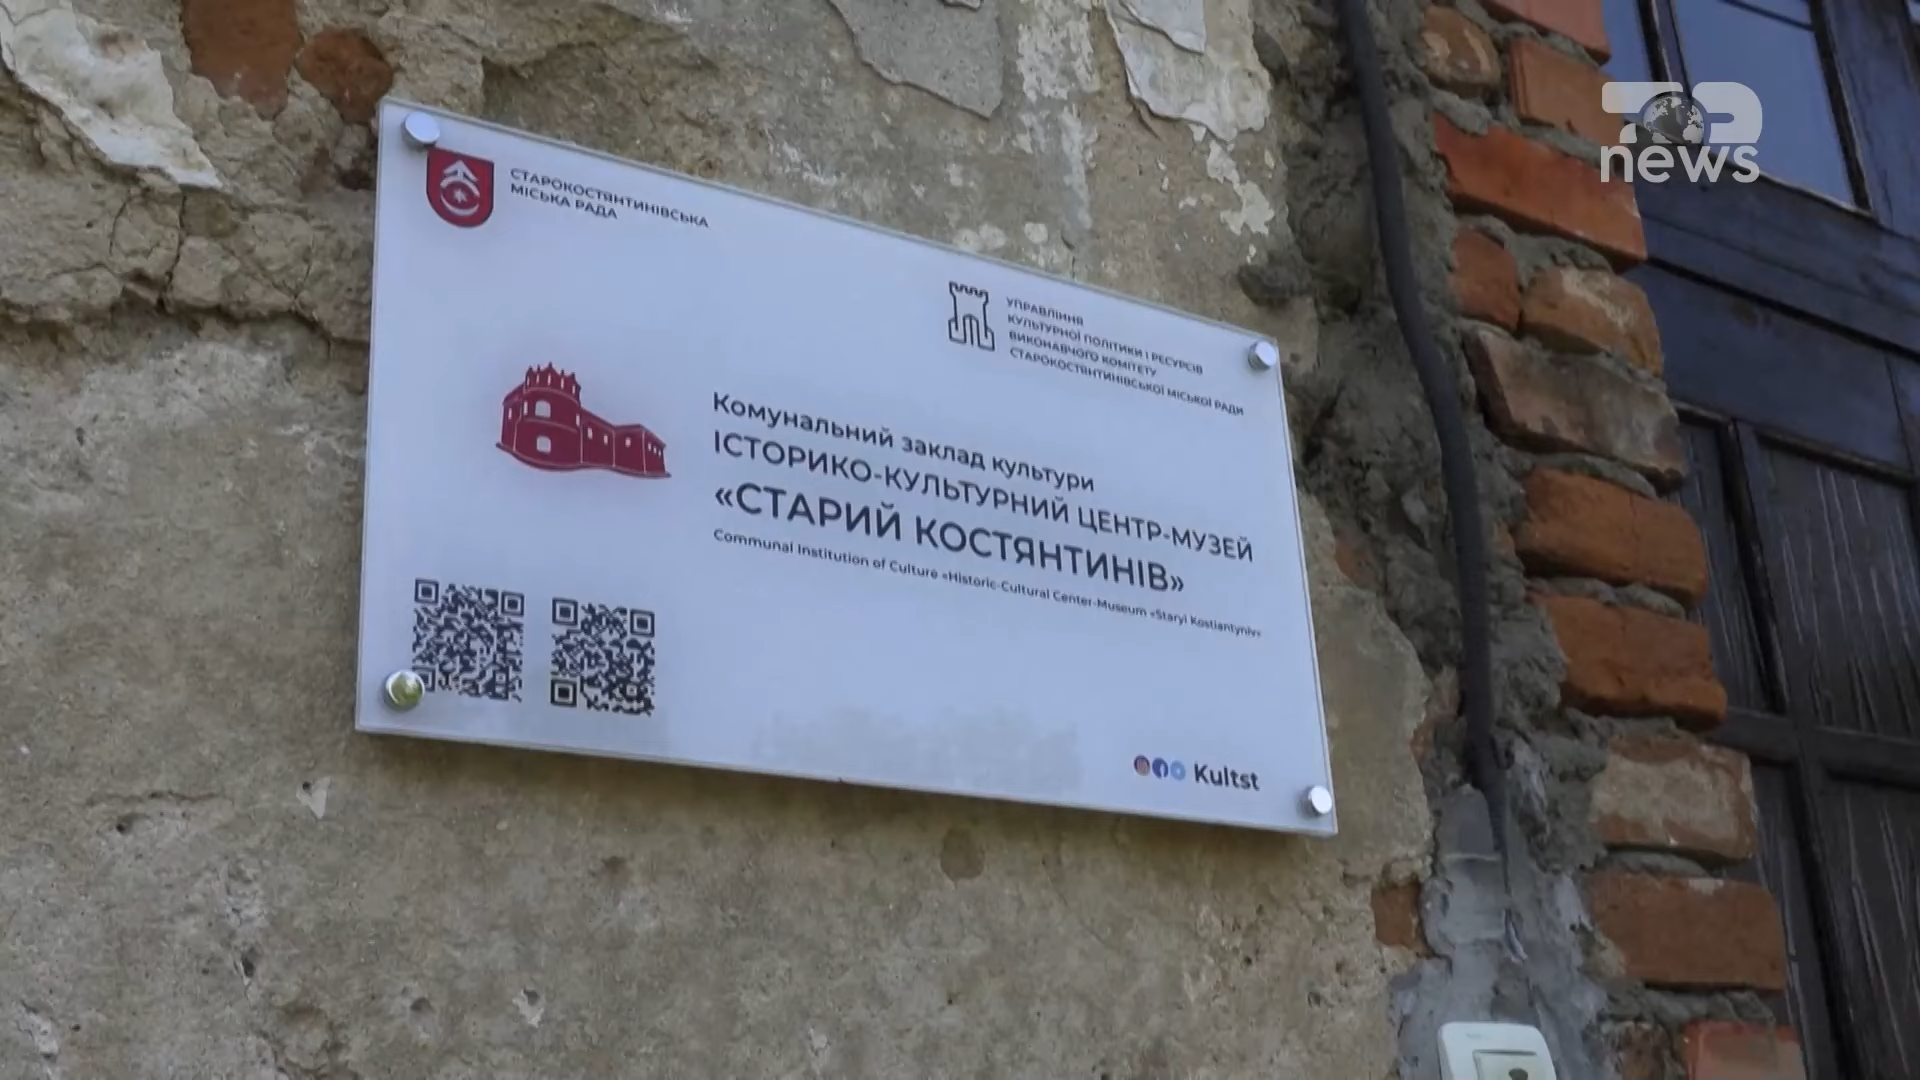 СТАРОКОСТЯНТИНІВСЬКА
МІСЬКА РАДА
УПРАВЛІННЯ
КУЛЬТУРНОЇ ПОЛІТИКИ І РЕСУРСІВ
ВИКОНАВЧОГО КОМІТЕТУ
СТАРОКОСТЯНТИНІВСЬКОЇ МІСЬКОЇ РАДИ
Комунальний заклад культури
ІСТОРИКО-КУЛЬТУРНИЙ ЦЕНТР-МУЗЕЙ
«СТАРИЙ КОСТЯНТИНІВ»
Communal Institution of Culture «Historic-Cultural Center-Museum «Staryi Kostiantyniv»
Kultst
TOP
news